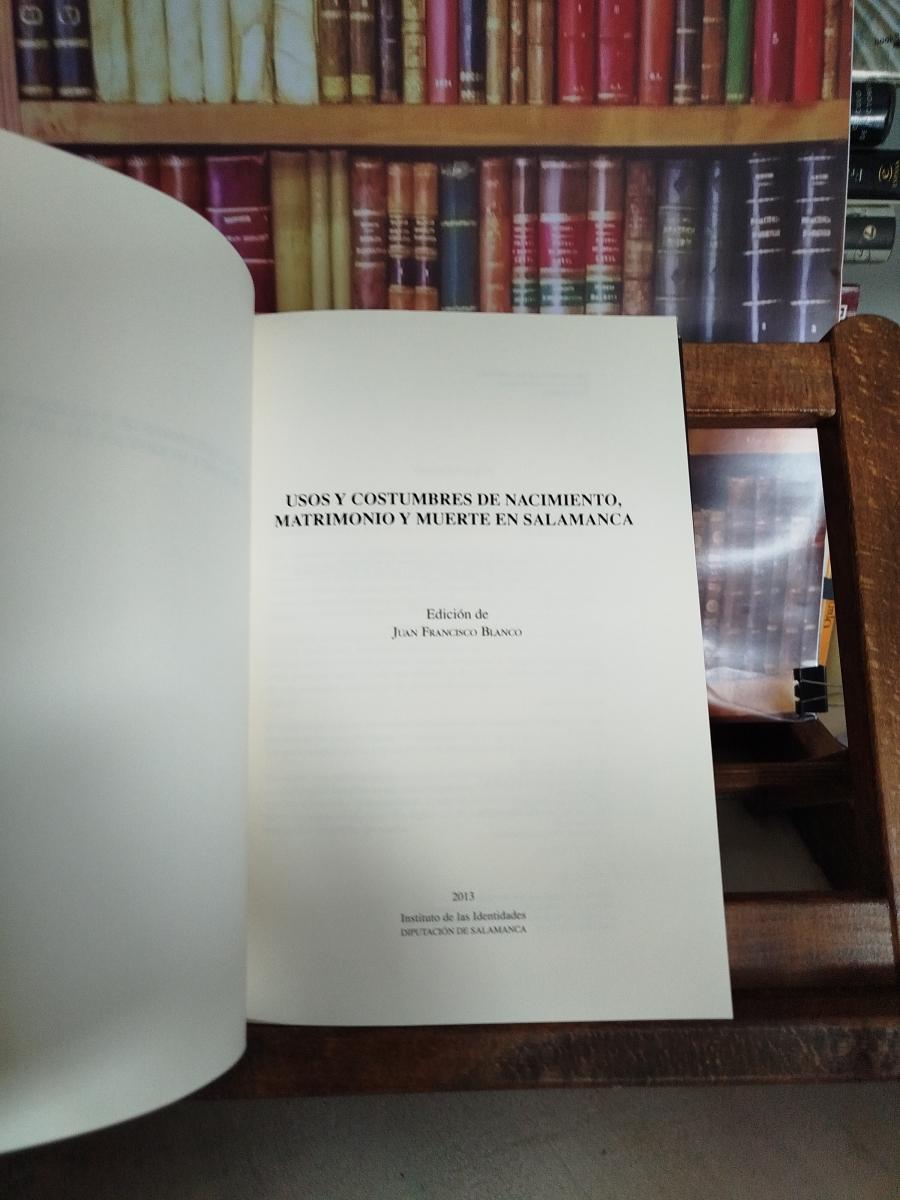 USOS Y COSTUMBRES DE NACIMIENTO,
MATRIMONIO Y MUERTE EN SALAMANCA
Edición de
JUAN FRANCISCO BLANCO
2013
Instituto de las Identidades
DIPUTACIÓN DE SALAMANCA